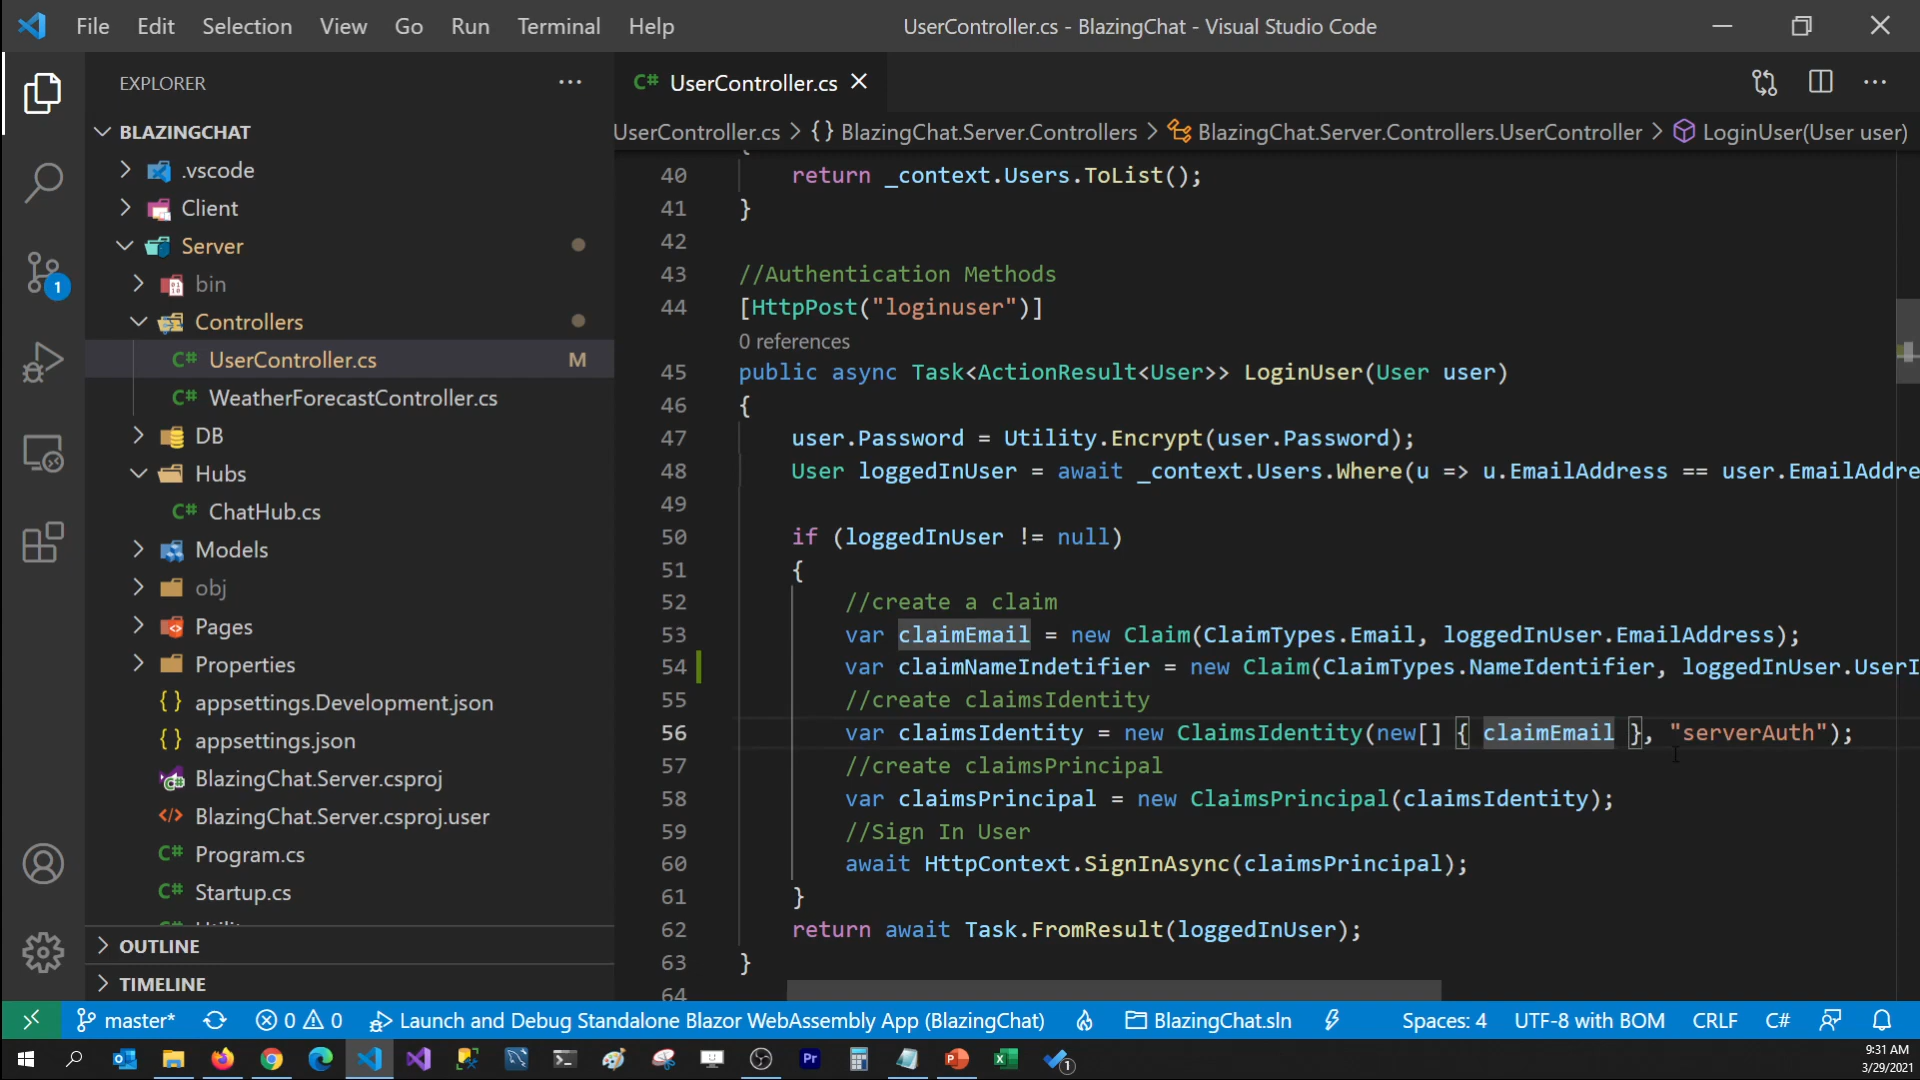 File Edit Selection View Go Run Terminal Help
UserController.cs - BlazingChat - Visual Studio Code
EXPLORER
BLAZINGCHAT
.vscode
Client
Server
bin
Controllers
C# UserController.cs M
C# WeatherForecastController.cs
DB
Hubs
C# ChatHub.cs
Models
obj
Pages
Properties
{} appsettings.Development.json
{} appsettings.json
BlazingChat.Server.csproj
BlazingChat.Server.csproj.user
C# Program.cs
C# Startup.cs
OUTLINE
TIMELINE
1
C# UserController.cs
UserController.cs > {} BlazingChat.Server.Controllers > BlazingChat.Server.Controllers.UserController > LoginUser(User user)
40 return _context.Users.ToList();
41 }
42
43 //Authentication Methods
44 [HttpPost("loginuser")]
0 references
45 public async Task<ActionResult<User>> LoginUser(User user)
46 {
47 user.Password = Utility.Encrypt(user.Password);
48 User loggedInUser = await _context.Users.Where(u => u.EmailAddress == user.EmailAddre
49
50 if (loggedInUser != null)
51 {
52 //create a claim
53 var claimEmail = new Claim(ClaimTypes.Email, loggedInUser.EmailAddress);
54 var claimNameIndetifier = new Claim(ClaimTypes.NameIdentifier, loggedInUser.UserI
55 //create claimsIdentity
56 var claimsIdentity = new ClaimsIdentity(new[] { claimEmail }, "serverAuth");
57 //create claimsPrincipal
58 var claimsPrincipal = new ClaimsPrincipal(claimsIdentity);
59 //Sign In User
60 await HttpContext.SignInAsync(claimsPrincipal);
61 }
62 return await Task.FromResult(loggedInUser);
63 }
64
master* 0 0 Launch and Debug Standalone Blazor WebAssembly App (BlazingChat) BlazingChat.sln Spaces: 4 UTF-8 with BOM CRLF C#
9:31 AM
3/29/2021